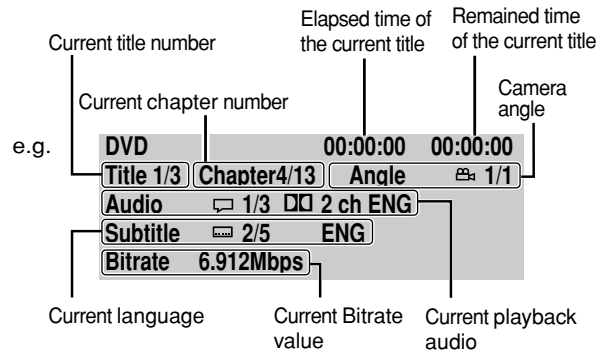 Elapsed time of
the current title
Remained time
of the current title
Current title number
Camera
angle
Current chapter number
e.g.
DVD 00:00:00 00:00:00
Title 1/3 Chapter4/13 Angle 1/1
Audio 1/3 2 ch ENG
Subtitle 2/5 ENG
Bitrate 6.912Mbps
Current language
Current Bitrate
value
Current playback
audio